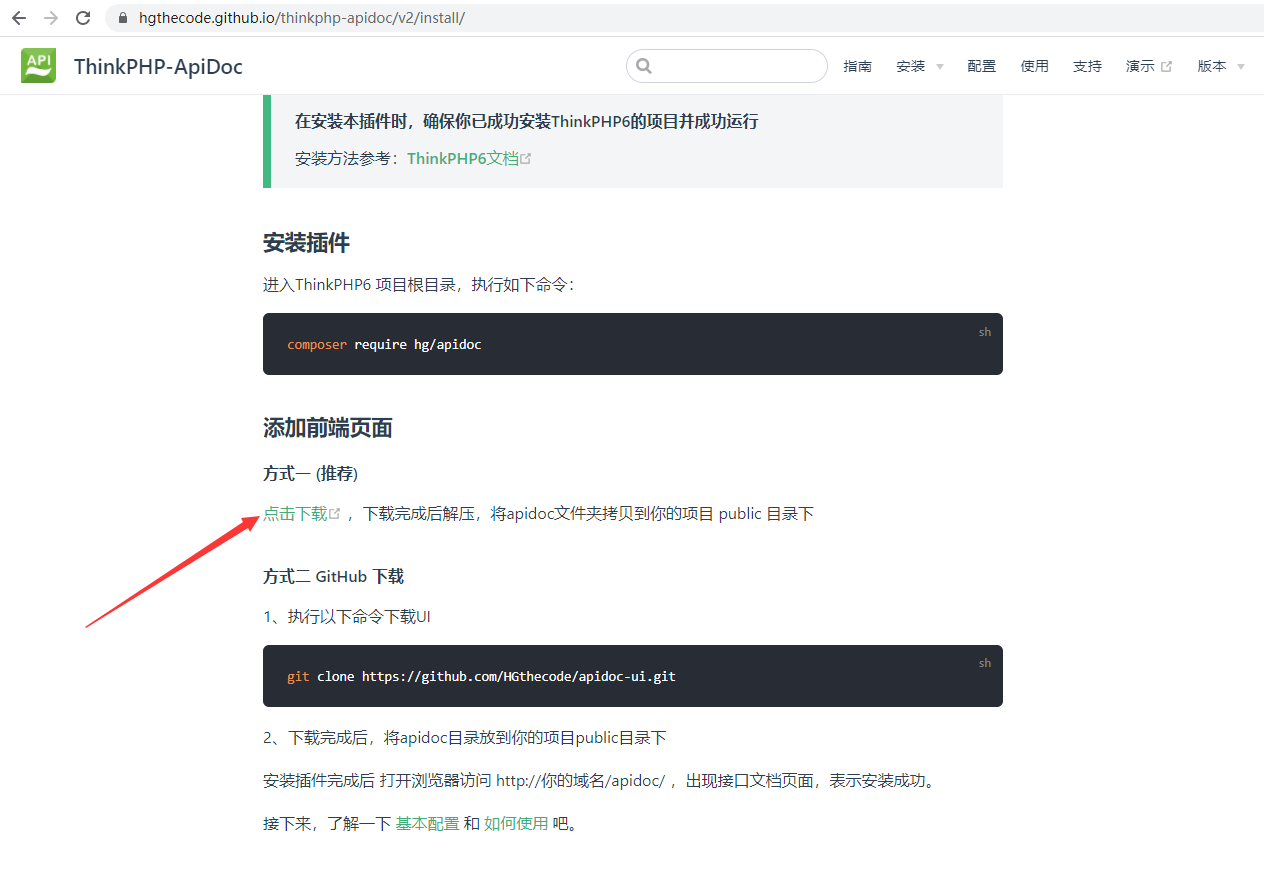 hgthecode.github.io/thinkphp-apidoc/v2/install/
API ThinkPHP-ApiDoc 指南 安装 配置 使用 支持 演示 版本
在安装本插件时，确保你已成功安装ThinkPHP6的项目并成功运行
安装方法参考：ThinkPHP6文档
安装插件
进入ThinkPHP6 项目根目录，执行如下命令：
sh
composer require hg/apidoc
添加前端页面
方式一 (推荐)
点击下载 ，下载完成后解压，将apidoc文件夹拷贝到你的项目 public 目录下
方式二 GitHub 下载
1、执行以下命令下载UI
sh
git clone https://github.com/HGthecode/apidoc-ui.git
2、下载完成后，将apidoc目录放到你的项目public目录下
安装插件完成后 打开浏览器访问 http://你的域名/apidoc/ ，出现接口文档页面，表示安装成功。
接下来，了解一下 基本配置 和 如何使用 吧。